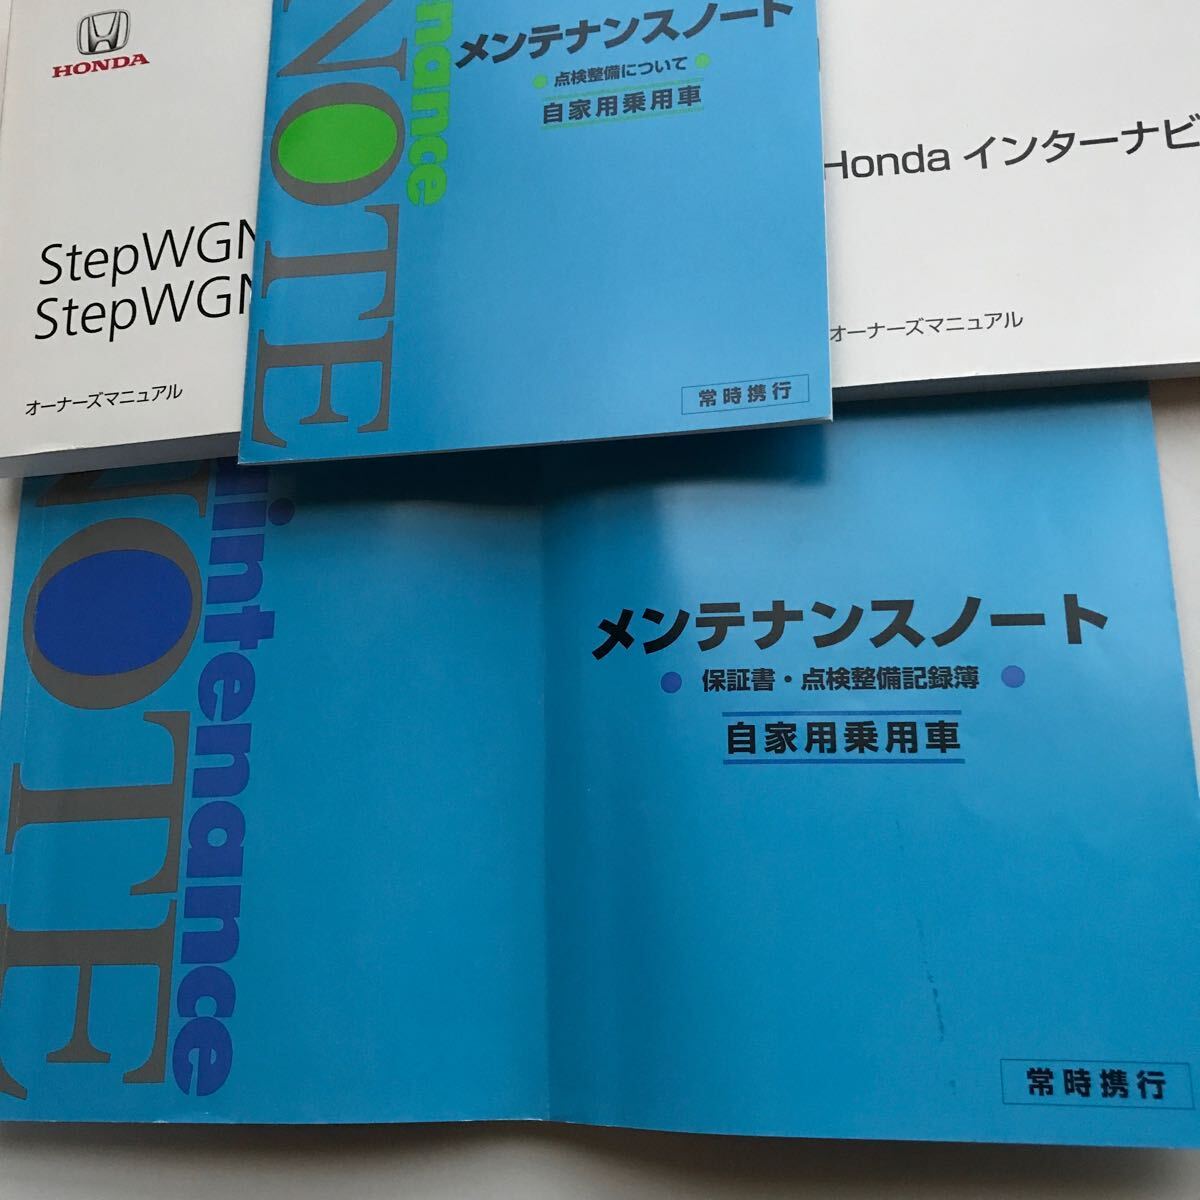 HONDA
StepWGN
StepWGN
オーナーズマニュアル
NOTE
nance
メンテナンスノート
点検整備について
自家用乗用車
常時携行
Honda インターナビ
オーナーズマニュアル
NOTE
intenance
メンテナンスノート
保証書・点検整備記録簿
自家用乗用車
常時携行